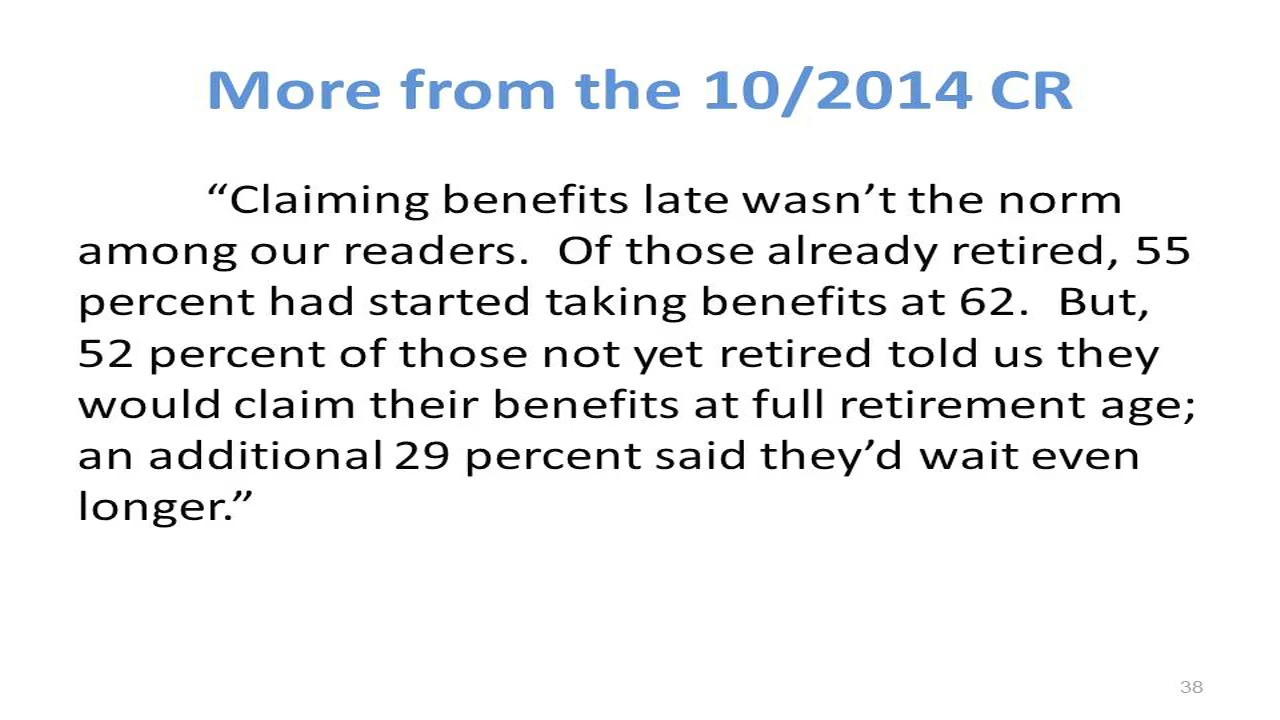 More from the 10/2014 CR
“Claiming benefits late wasn’t the norm
among our readers.  Of those already retired, 55
percent had started taking benefits at 62.  But,
52 percent of those not yet retired told us they
would claim their benefits at full retirement age;
an additional 29 percent said they’d wait even
longer.”
38